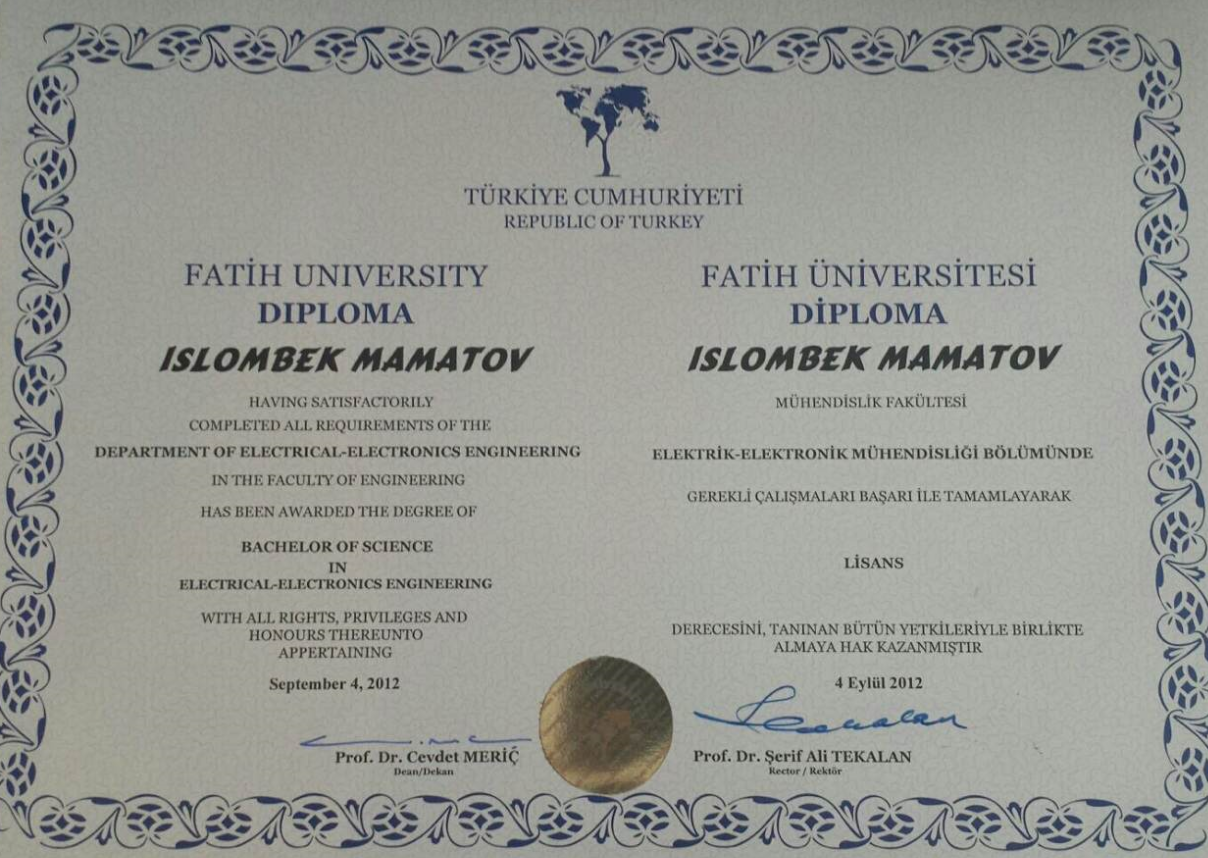 TÜRKİYE CUMHURİYETİ
REPUBLIC OF TURKEY
FATİH UNIVERSITY
DIPLOMA
ISLOMBEK MAMATOV
HAVING SATISFACTORILY
COMPLETED ALL REQUIREMENTS OF THE
DEPARTMENT OF ELECTRICAL-ELECTRONICS ENGINEERING
IN THE FACULTY OF ENGINEERING
HAS BEEN AWARDED THE DEGREE OF
BACHELOR OF SCIENCE
IN
ELECTRICAL-ELECTRONICS ENGINEERING
WITH ALL RIGHTS, PRIVILEGES AND
HONOURS THEREUNTO
APPERTAINING
September 4, 2012
Prof. Dr. Cevdet MERİÇ
Dean/Dekan
FATİH ÜNİVERSİTESİ
DİPLOMA
ISLOMBEK MAMATOV
MÜHENDİSLİK FAKÜLTESİ
ELEKTRİK-ELEKTRONİK MÜHENDİSLİĞİ BÖLÜMÜNDE
GEREKLİ ÇALIŞMALARI BAŞARI İLE TAMAMLAYARAK
LİSANS
DERECESİNİ, TANINAN BÜTÜN YETKİLERİYLE BİRLİKTE
ALMAYA HAK KAZANMIŞTIR
4 Eylül 2012
Prof. Dr. Şerif Ali TEKALAN
Rector / Rektör